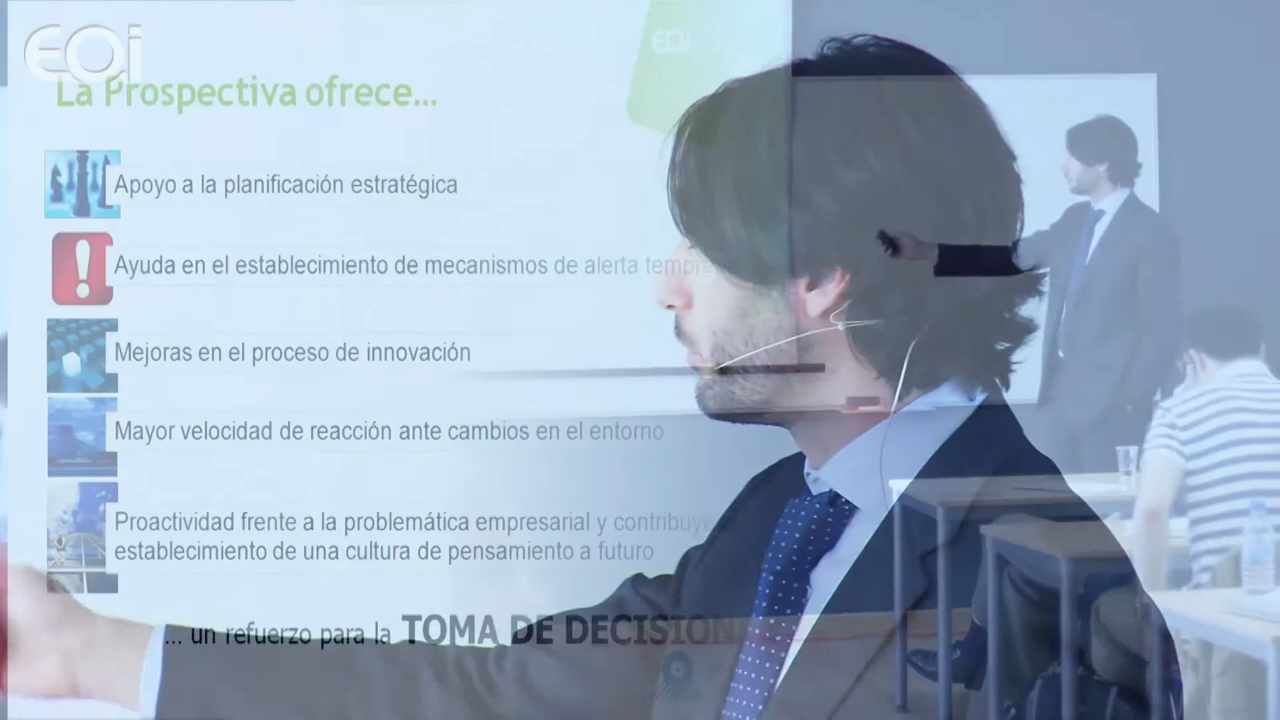 EOi
EOi
La Prospectiva ofrece...
Apoyo a la planificación estratégica
Ayuda en el establecimiento de mecanismos de alerta
Mejoras en el proceso de innovación
Mayor velocidad de reacción ante cambios en el entorno
Proactividad frente a la problemática empresarial y
establecimiento de una cultura de pensamiento a futuro
... un refuerzo para la TOMA DE DECISION